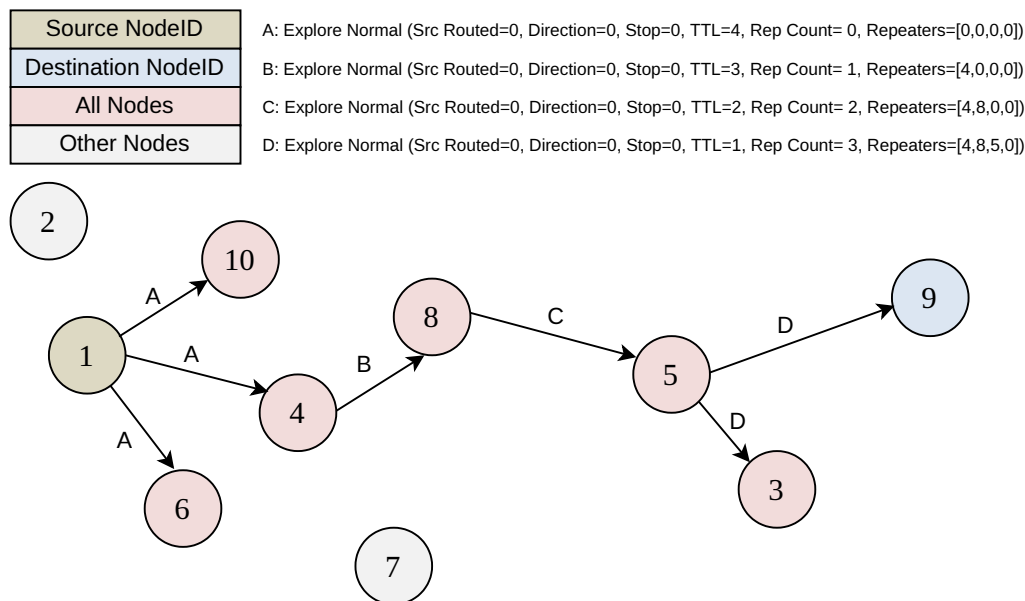 Source NodeID
Destination NodeID
All Nodes
Other Nodes
A: Explore Normal (Src Routed=0, Direction=0, Stop=0, TTL=4, Rep Count= 0, Repeaters=[0,0,0,0])
B: Explore Normal (Src Routed=0, Direction=0, Stop=0, TTL=3, Rep Count= 1, Repeaters=[4,0,0,0])
C: Explore Normal (Src Routed=0, Direction=0, Stop=0, TTL=2, Rep Count= 2, Repeaters=[4,8,0,0])
D: Explore Normal (Src Routed=0, Direction=0, Stop=0, TTL=1, Rep Count= 3, Repeaters=[4,8,5,0])
2
10
A
1
A
A
6
4
B
8
C
5
D
9
D
3
7